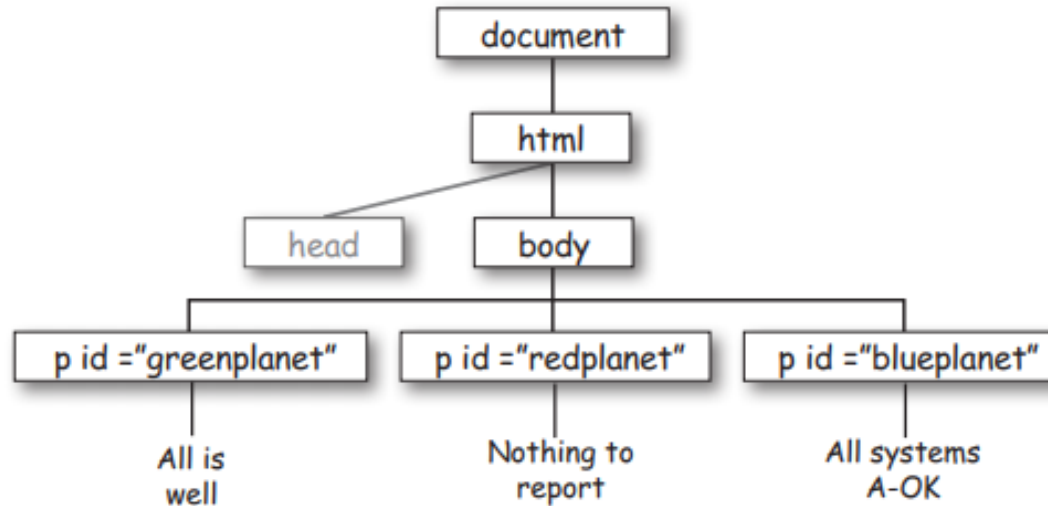 document
html
head
body
p id =”greenplanet”
p id =”redplanet”
p id =”blueplanet”
All is
well
Nothing to
report
All systems
A-OK